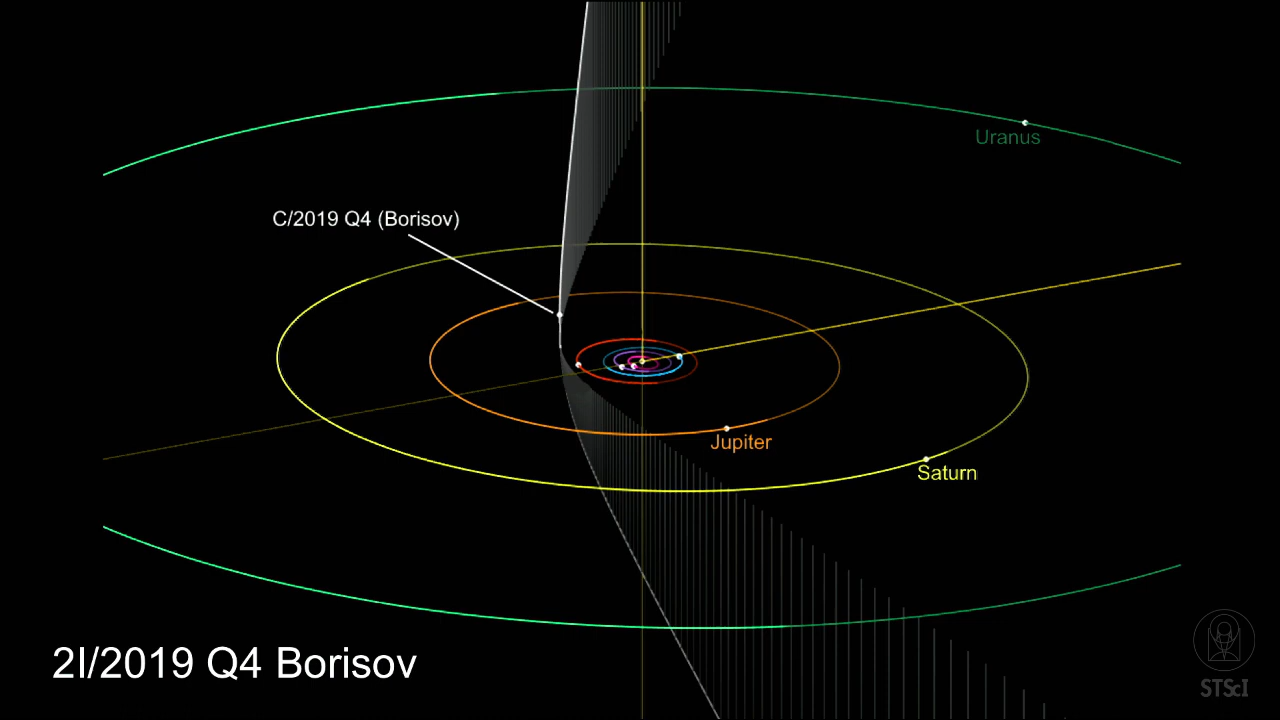 Uranus
C/2019 Q4 (Borisov)
Jupiter
Saturn
2I/2019 Q4 Borisov
STScI